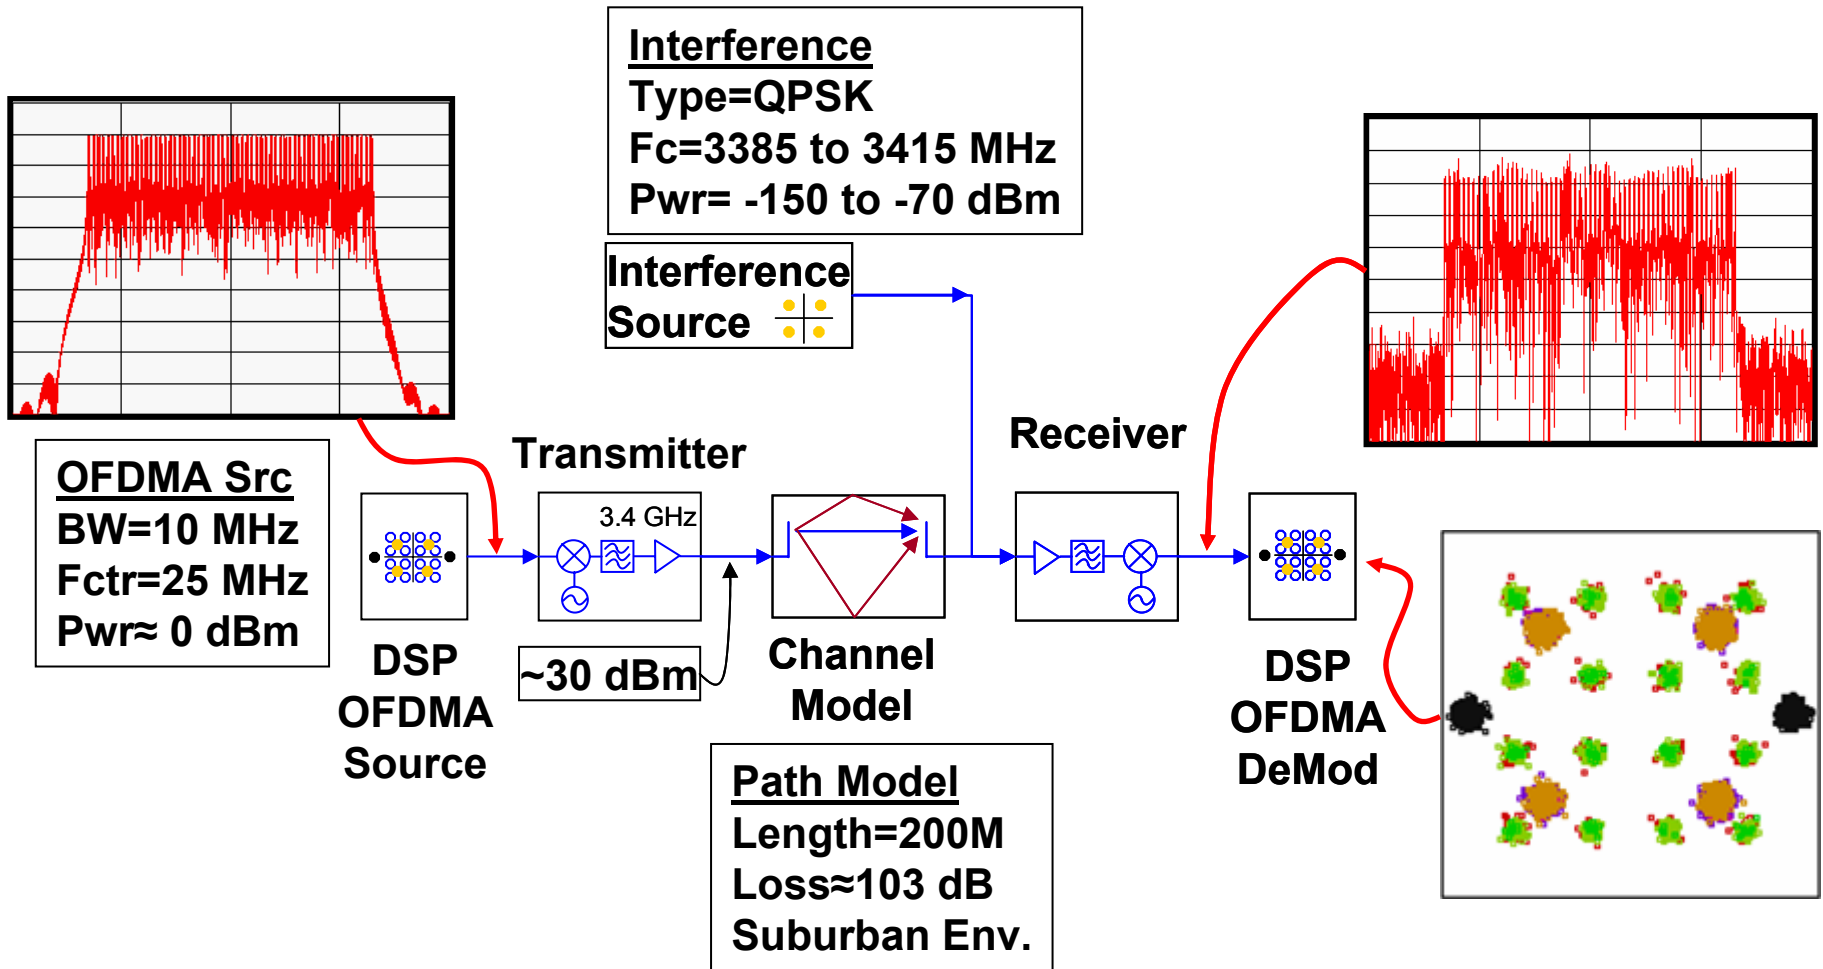 Interference
Type=QPSK
Fc=3385 to 3415 MHz
Pwr= -150 to -70 dBm
Interference
Source
OFDMA Src
BW=10 MHz
Fctr=25 MHz
Pwr≈ 0 dBm
DSP
OFDMA
Source
Transmitter
3.4 GHz
~30 dBm
Channel
Model
Path Model
Length=200M
Loss≈103 dB
Suburban Env.
Receiver
DSP
OFDMA
DeMod